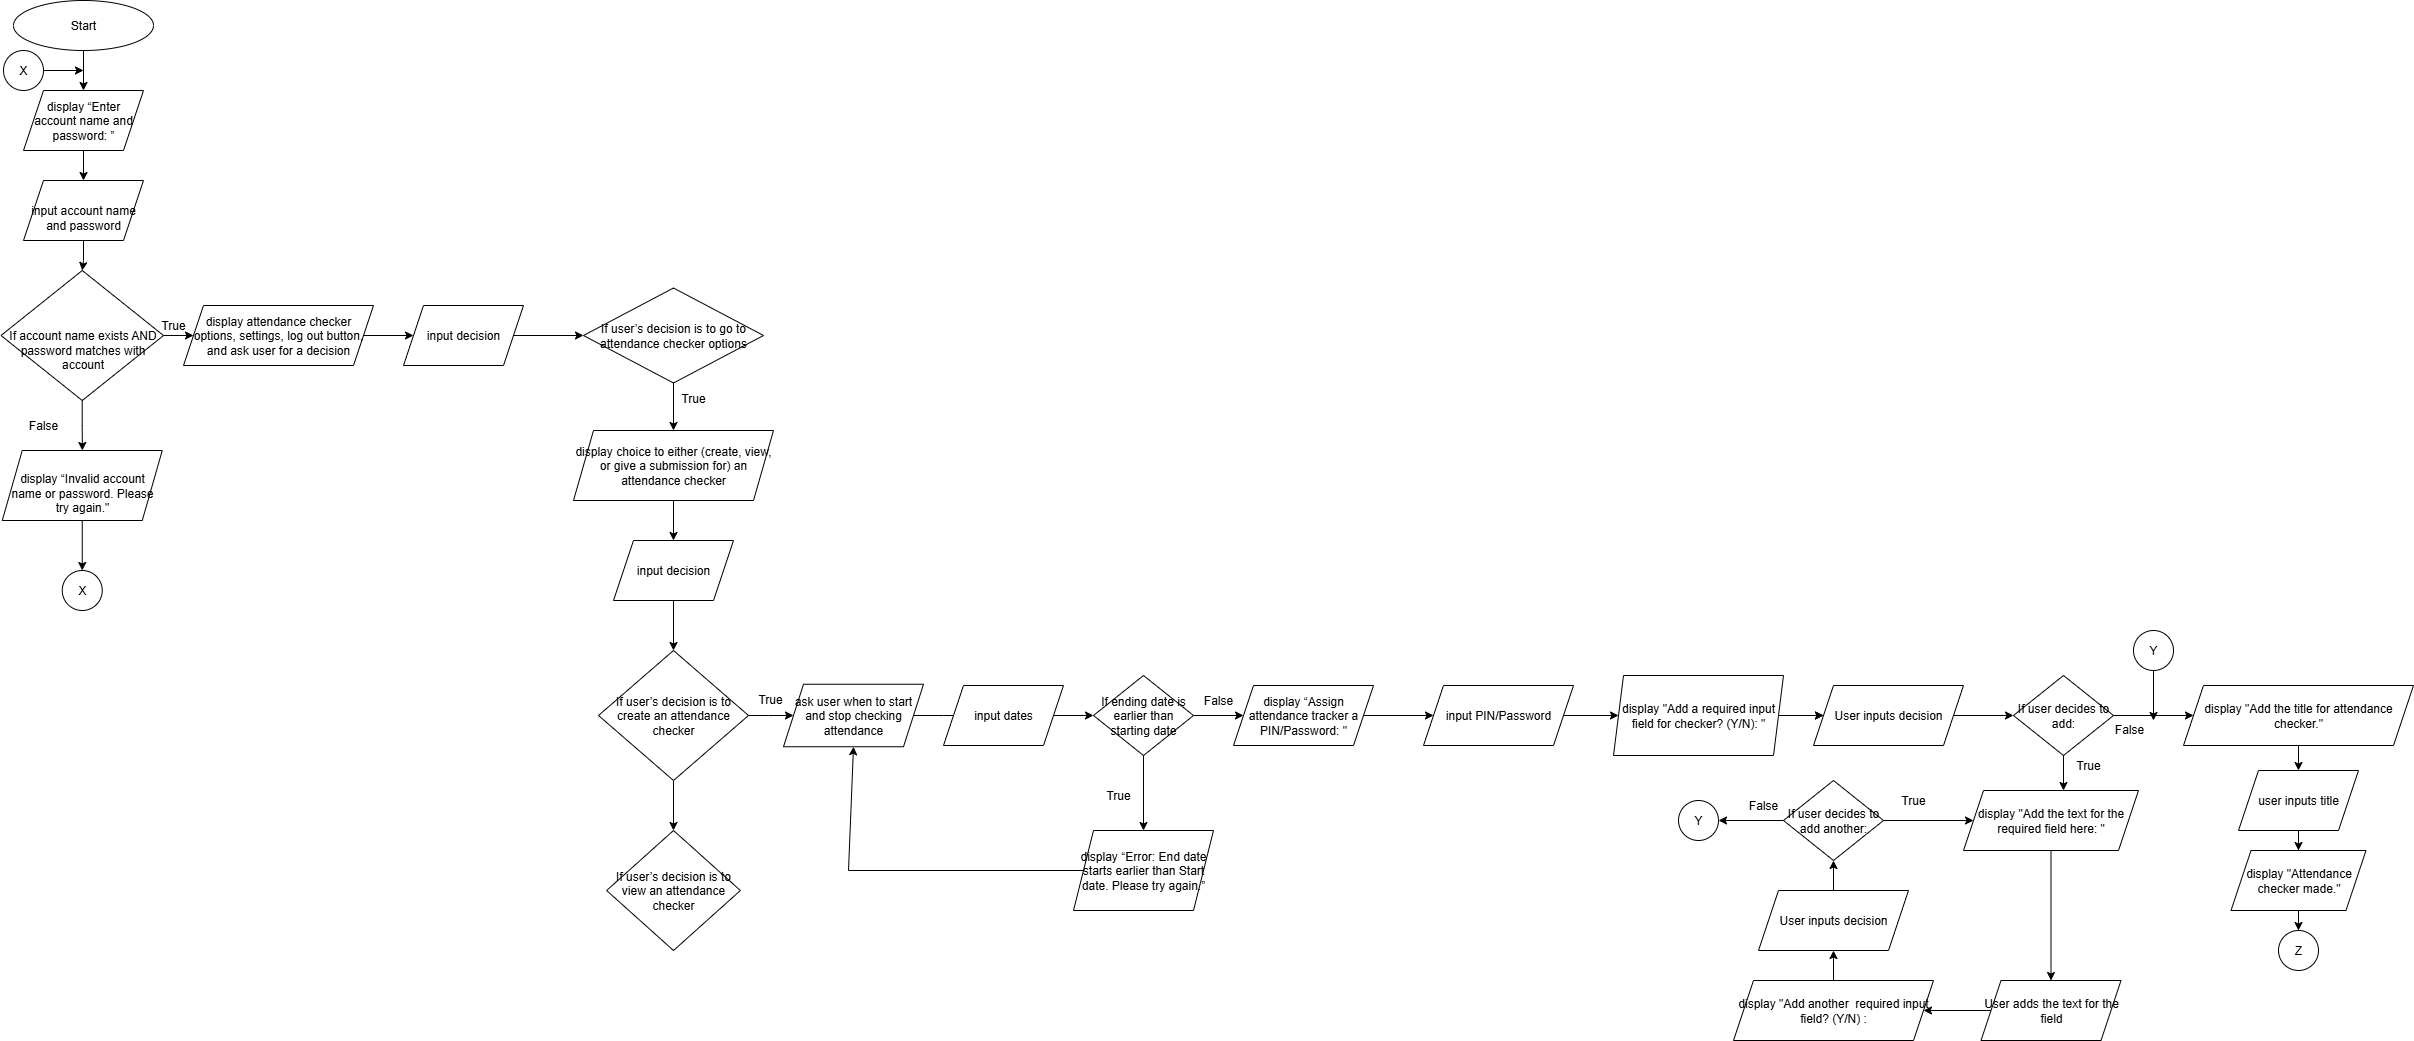 Start
X
display “Enter
account name and
password: ”
input account name
and password
If account name exists AND
password matches with
account
True
False
display “Invalid account
name or password. Please
try again."
X
display attendance checker
options, settings, log out button,
and ask user for a decision
input decision
If user’s decision is to go to
attendance checker options
True
display choice to either (create, view,
or give a submission for) an
attendance checker
input decision
If user’s decision is to
create an attendance
checker
True
If user’s decision is to
view an attendance
checker
ask user when to start
and stop checking
attendance
input dates
If ending date is
earlier than
starting date
False
True
display “Error: End date
starts earlier than Start
date. Please try again.”
display “Assign
attendance tracker a
PIN/Password: "
input PIN/Password
display "Add a required input
field for checker? (Y/N): "
User inputs decision
If user decides to
add:
False
True
Y
display "Add the title for attendance
checker."
user inputs title
display "Attendance
checker made."
Z
display "Add the text for the
required field here: "
User adds the text for the
field
display "Add another  required input
field? (Y/N) :
User inputs decision
If user decides to
add another:
True
False
Y